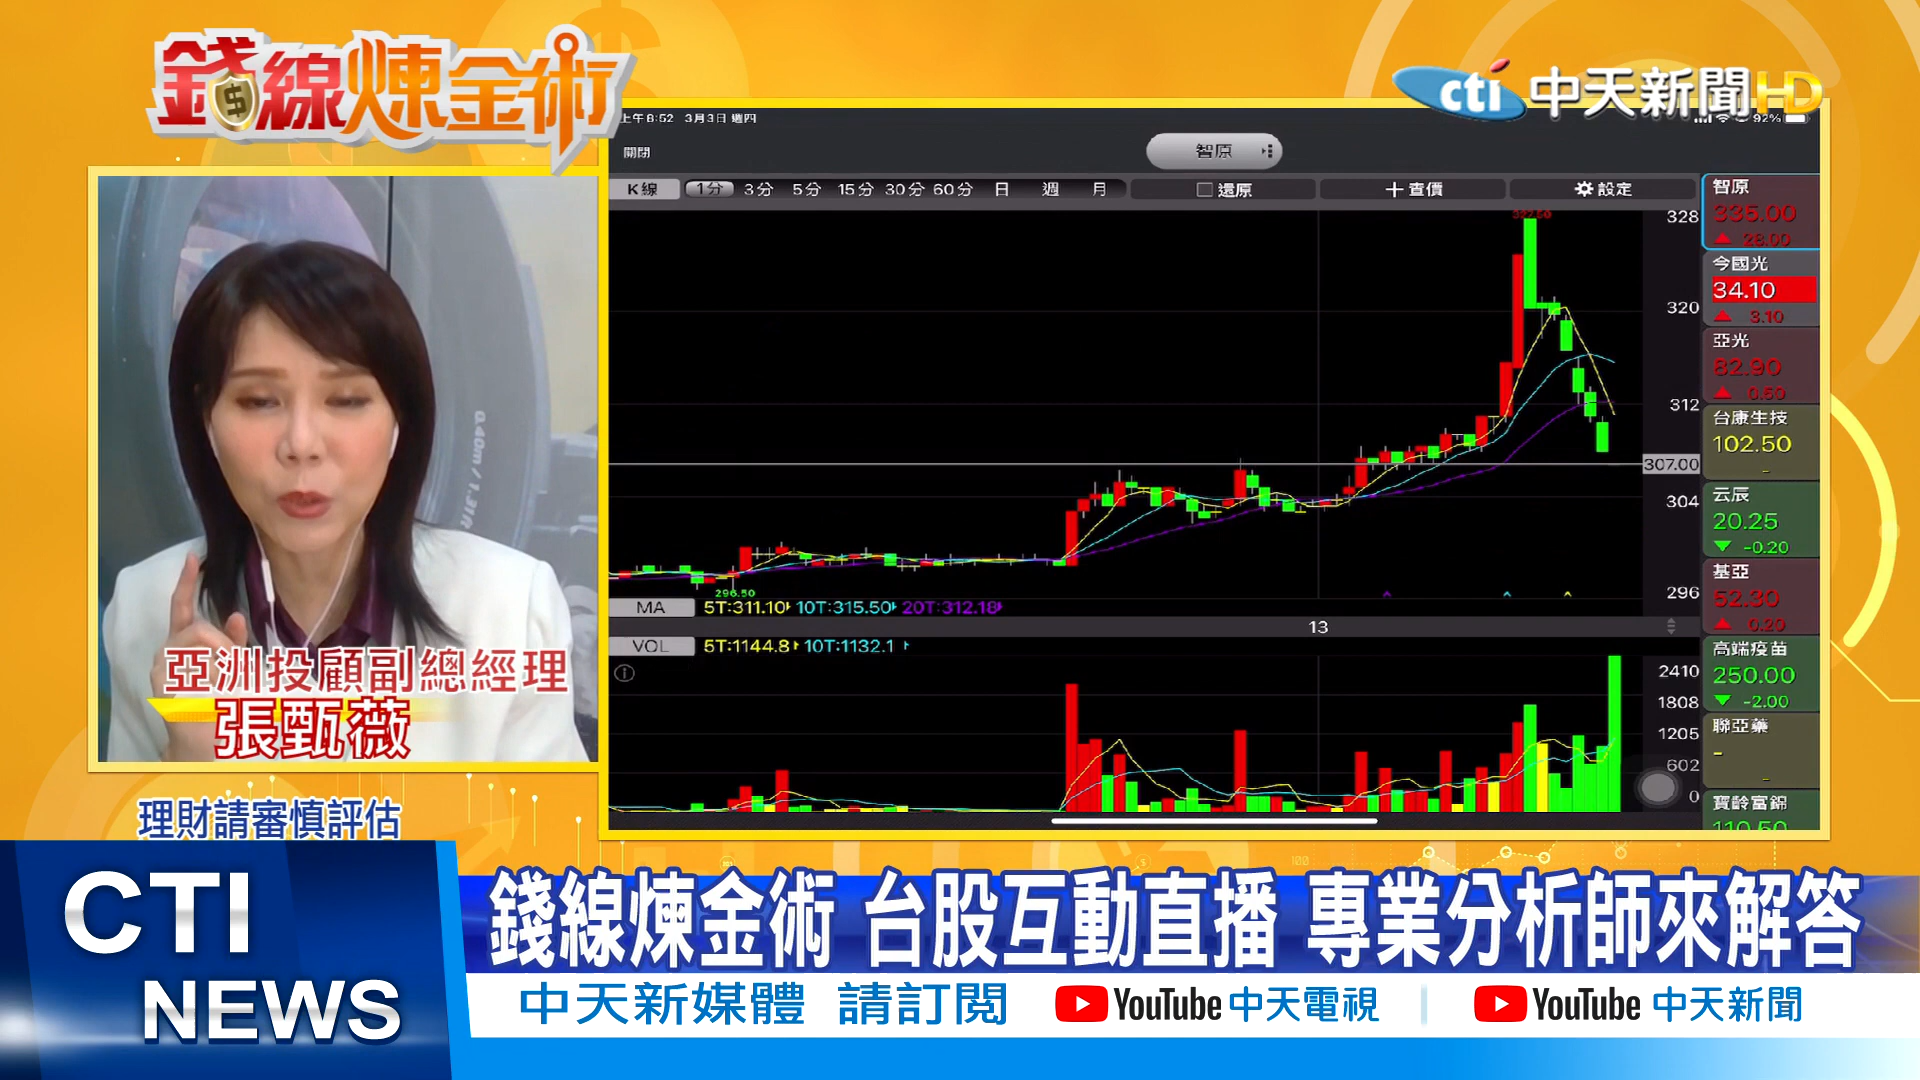 錢線煉金術
cti 中天新聞HD
上午6:52 3月3日 週四
92%
關閉
智原
K線 1分 3分 5分 15分 30分 60分 日 週 月 還原 十查價 設定
328
320
312
307.00
304
296
322.50
296.50
MA 5T:311.10 10T:315.50 20T:312.18
13
VOL 5T:1144.8 10T:1132.1
2410
1808
1205
602
0
智原
335.00
▲ 28.00
今國光
34.10
▲ 3.10
亞光
82.90
▲ 0.50
台康生技
102.50
-
云辰
20.25
▼ -0.20
基亞
52.30
▲ 0.20
高端疫苗
250.00
▼ -2.00
聯亞藥
-
-
寶齡富錦
110.50
亞洲投顧副總經理
張甄薇
理財請審慎評估
CTI
NEWS
錢線煉金術 台股互動直播 專業分析師來解答
中天新媒體 請訂閱 YouTube 中天電視 | YouTube 中天新聞